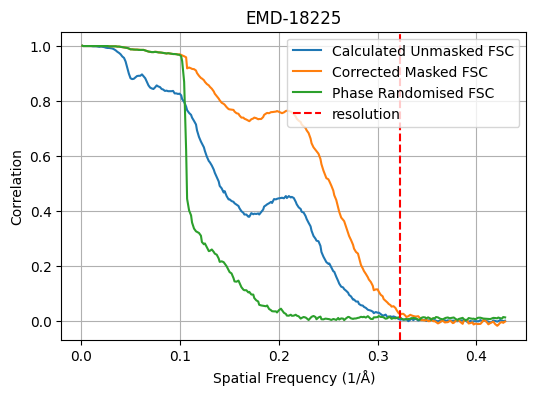 EMD-18225
Calculated Unmasked FSC
Corrected Masked FSC
Phase Randomised FSC
resolution
Correlation
1.0
0.8
0.6
0.4
0.2
0.0
0.0 0.1 0.2 0.3 0.4
Spatial Frequency (1/Å)